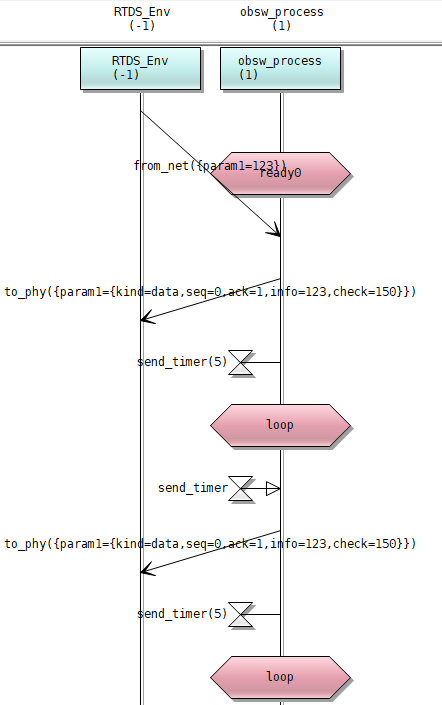 RTDS_Env obsw_process
(-1) (1)
RTDS_Env obsw_process
(-1) (1)
from_net({param1=123})
ready0
to_phy({param1={kind=data,seq=0,ack=1,info=123,check=150}})
send_timer(5)
loop
send_timer
to_phy({param1={kind=data,seq=0,ack=1,info=123,check=150}})
send_timer(5)
loop